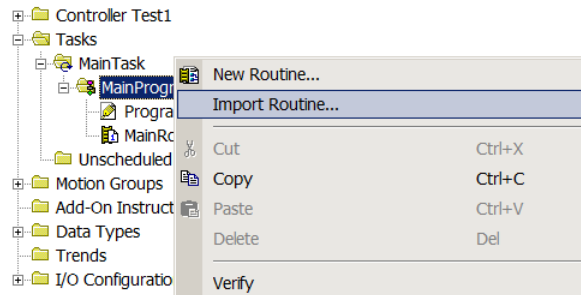 Controller Test1
Tasks
MainTask
MainProgr
Progra
MainRo
Unscheduled
Motion Groups
Add-On Instruct
Data Types
Trends
I/O Configuratio
New Routine...
Import Routine...
Cut Ctrl+X
Copy Ctrl+C
Paste Ctrl+V
Delete Del
Verify